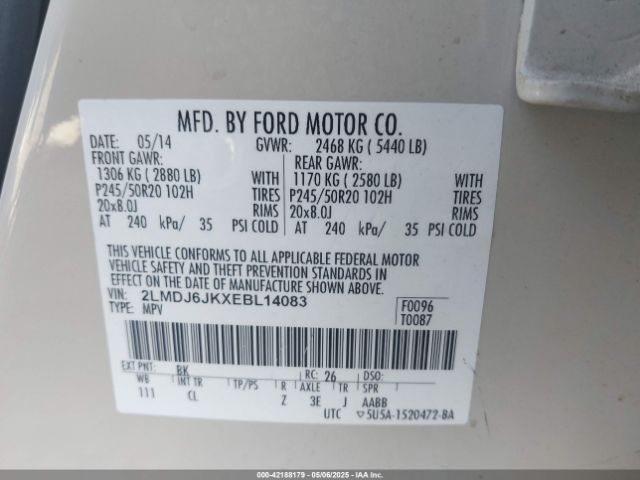 MFD. BY FORD MOTOR CO.
DATE: 05/14 GVWR: 2468 KG ( 5440 LB)
FRONT GAWR: REAR GAWR:
1306 KG ( 2880 LB) WITH 1170 KG ( 2580 LB) WITH
P245/50R20 102H TIRES P245/50R20 102H TIRES
20x8.0J RIMS 20x8.0J RIMS
AT 240 kPa/ 35 PSI COLD AT 240 kPa/ 35 PSI COLD
THIS VEHICLE CONFORMS TO ALL APPLICABLE FEDERAL MOTOR
VEHICLE SAFETY AND THEFT PREVENTION STANDARDS IN
EFFECT ON THE DATE OF MANUFACTURE SHOWN ABOVE.
VIN: 2LMDJ6JKXEBL14083 F0096
TYPE: MPV T0087
EXT PNT: BK RC: 26 DSO:
WB INT TR TP/PS R AXLE TR SPR
111 CL Z 3E J AABB
UTC ▽5U5A-1520472-BA
000-42188179 - 05/06/2025 - ©IAA Inc.